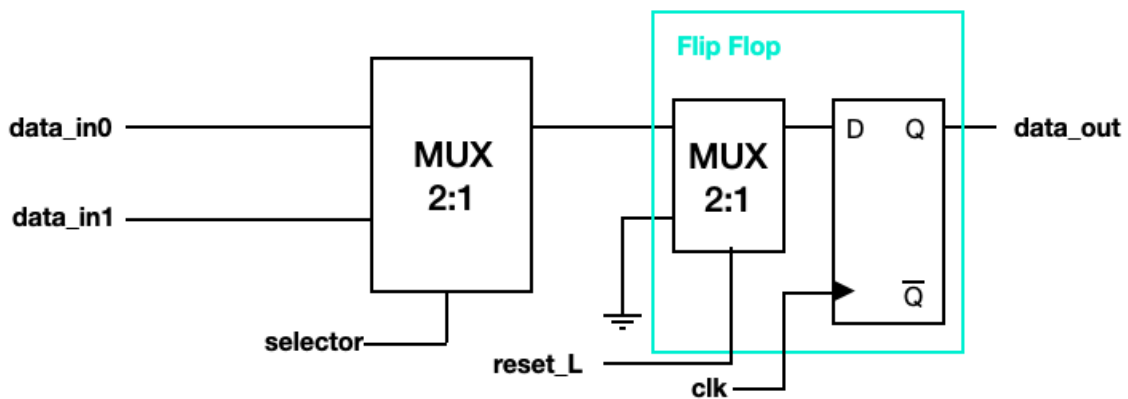 Flip Flop
data_in0
MUX
2:1
MUX
2:1
D
Q
data_out
data_in1
Q̅
selector
reset_L
clk